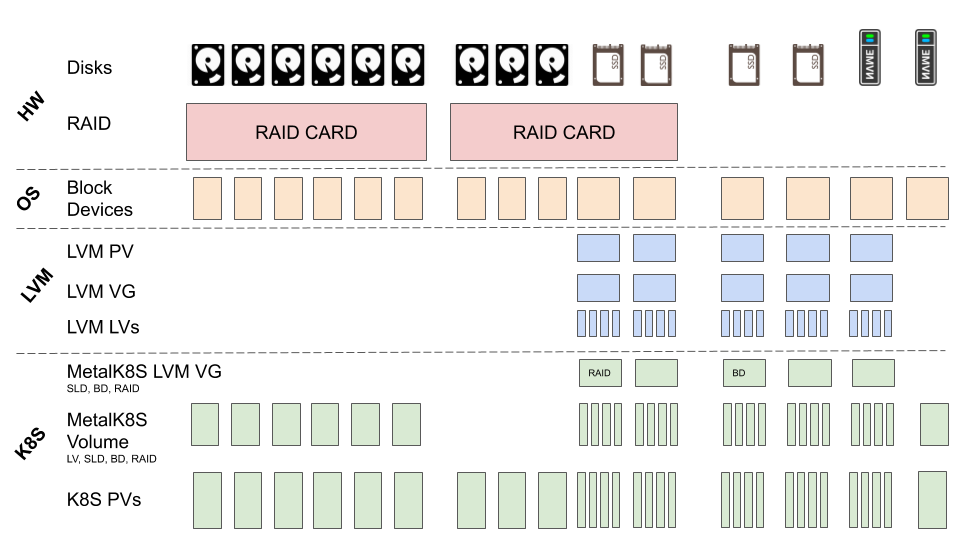 Disks
SSD
SSD
SSD
SSD
NVME
NVME
HW
RAID
RAID CARD
RAID CARD
OS
Block
Devices
LVM
LVM PV
LVM VG
LVM LVs
K8S
MetalK8S LVM VG
SLD, BD, RAID
RAID
BD
MetalK8S
Volume
LV, SLD, BD, RAID
K8S PVs